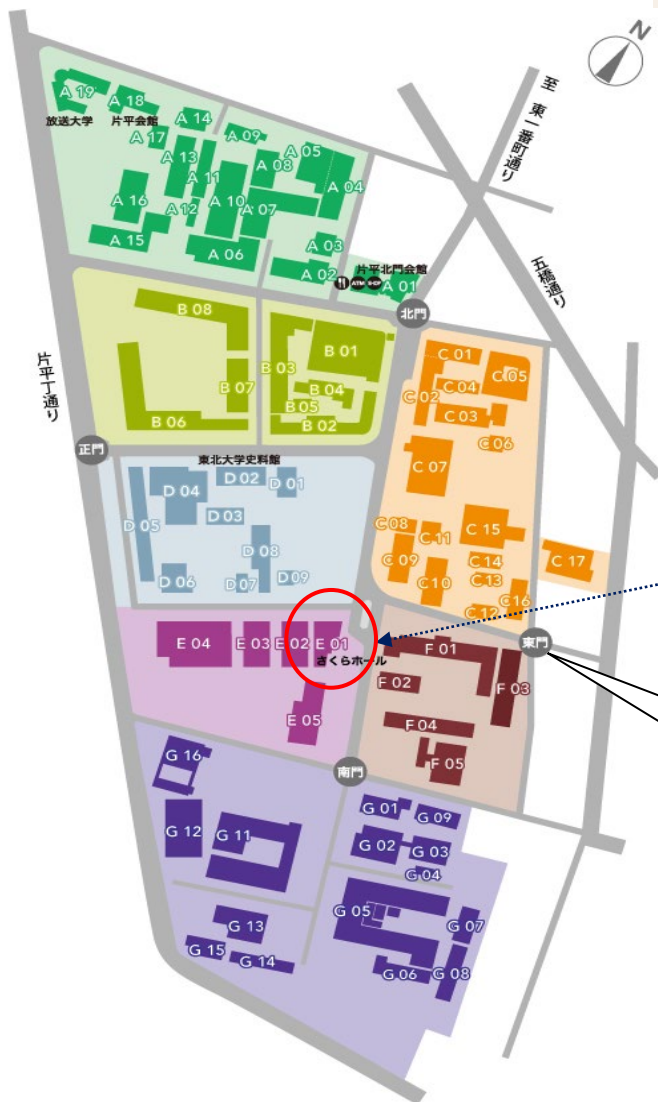 N
至 東一番町通り
五橋通り
片平丁通り
A 19
A 18
A 14
放送大学
片平会館
A 17
A 09
A 13
A 11
A 08
A 05
A 04
A 16
A 12
A 10
A 07
A 15
A 06
A 03
A 02
片平北門会館
ATM
SHOP
A 01
北門
B 08
B 03
B 01
B 07
B 04
B 05
B 06
B 02
正門
C 01
C 05
C 04
C 02
C 03
C 06
C 07
C 08
C 11
C 15
C 09
C 14
C 17
C 10
C 13
C 16
C 12
東北大学史料館
D 02
D 01
D 04
D 03
D 05
D 08
D 06
D 07
D 09
E 04
E 03
E 02
E 01
さくらホール
E 05
東門
F 01
F 02
F 03
F 04
F 05
南門
G 16
G 01
G 09
G 12
G 11
G 02
G 03
G 04
G 13
G 05
G 07
G 15
G 14
G 06
G 08